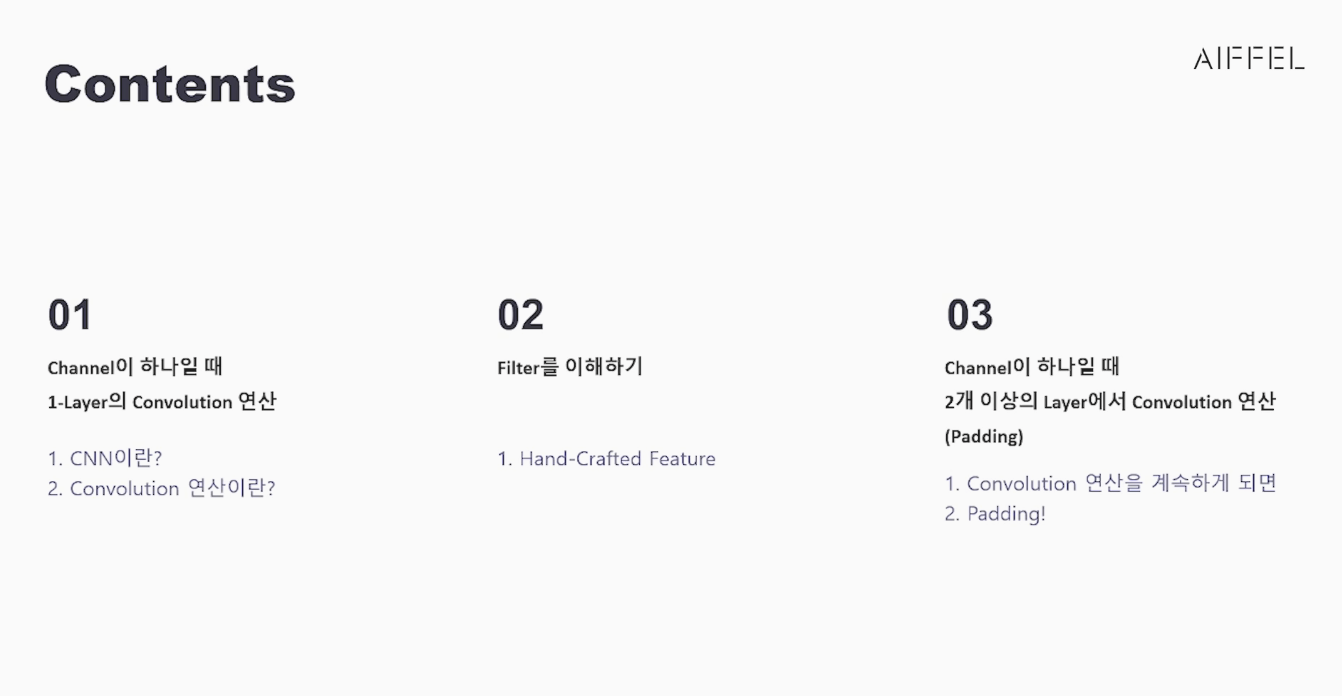 Contents
AIFFEL
01
Channel이 하나일 때
1-Layer의 Convolution 연산
1. CNN이란?
2. Convolution 연산이란?
02
Filter를 이해하기
1. Hand-Crafted Feature
03
Channel이 하나일 때
2개 이상의 Layer에서 Convolution 연산
(Padding)
1. Convolution 연산을 계속하게 되면
2. Padding!